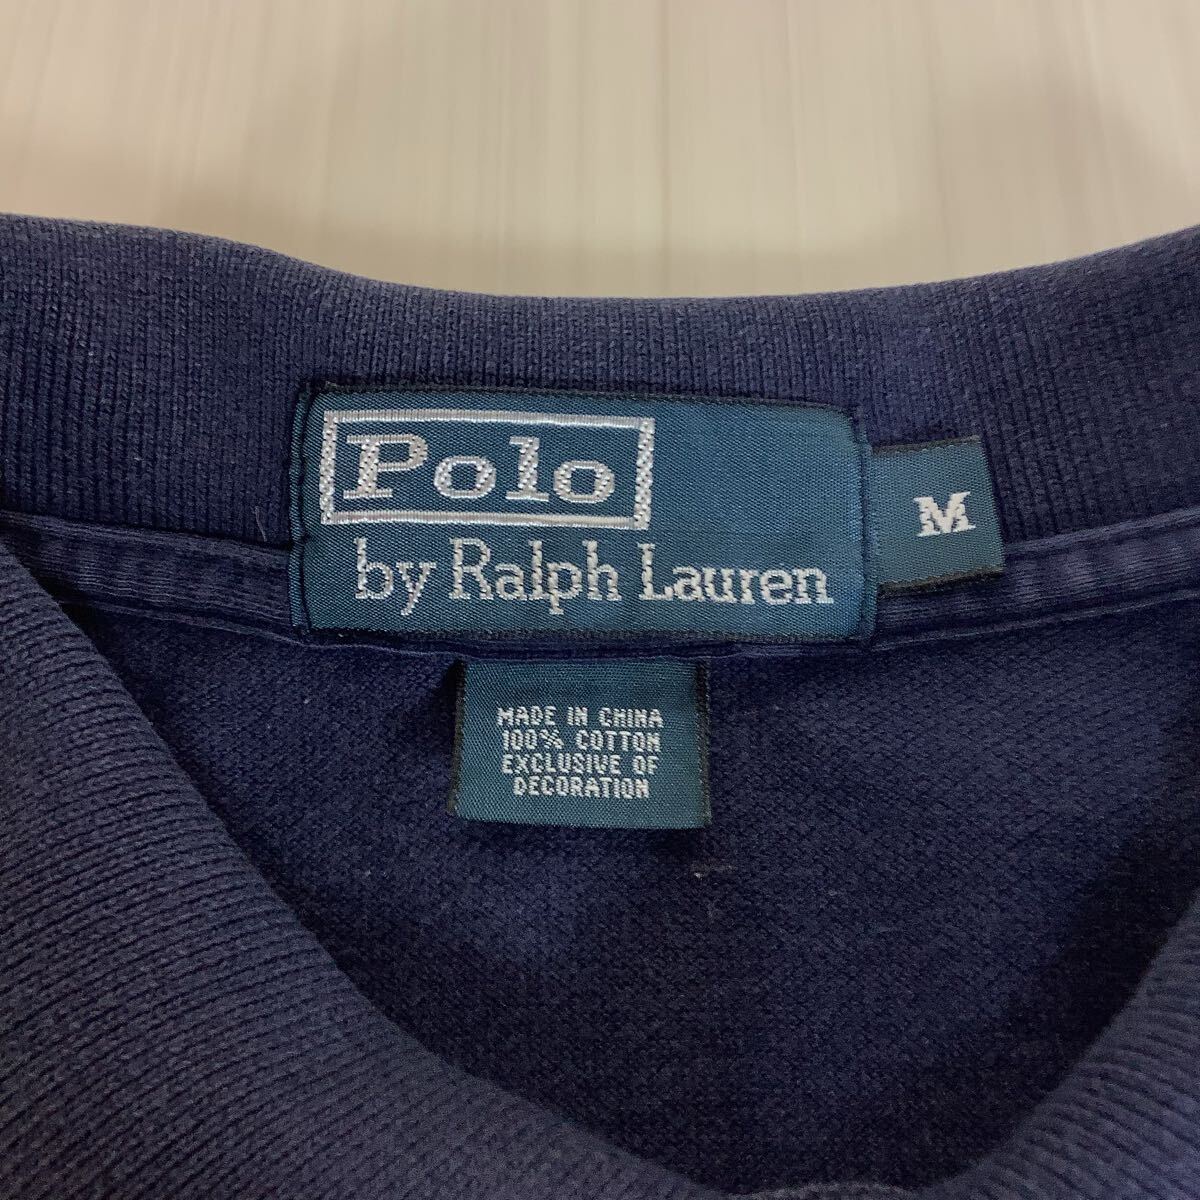 Polo
by Ralph Lauren
M
MADE IN CHINA
100% COTTON
EXCLUSIVE OF
DECORATION